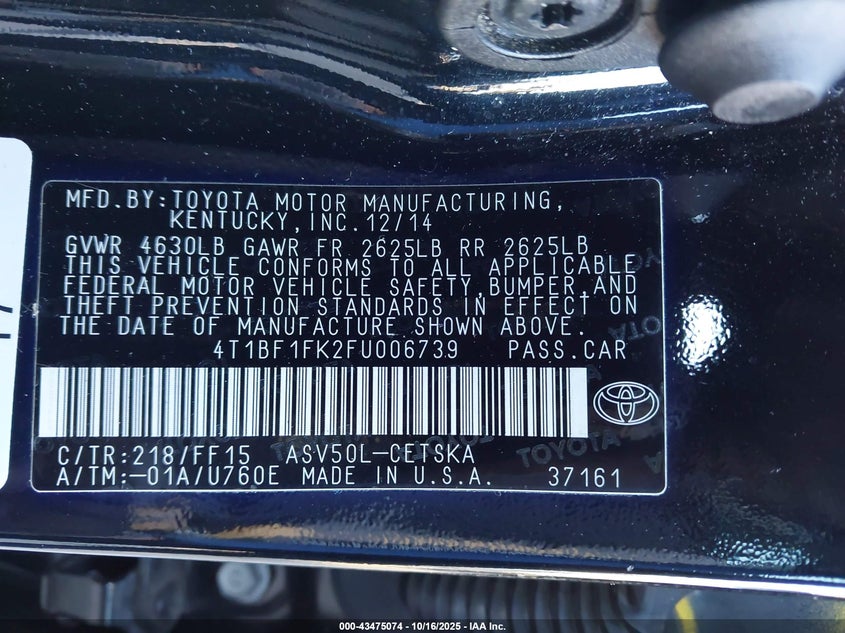 MFD.BY:TOYOTA MOTOR MANUFACTURING,
KENTUCKY,INC.12/14
GVWR 4630LB GAWR FR 2625LB RR 2625LB
THIS VEHICLE CONFORMS TO ALL APPLICABLE
FEDERAL MOTOR VEHICLE SAFETY,BUMPER,AND
THEFT PREVENTION STANDARDS IN EFFECT ON
THE DATE OF MANUFACTURE SHOWN ABOVE.
4T1BF1FK2FU006739 PASS.CAR
C/TR:218/FF15 ASV50L-CETSKA
A/TM:-01A/U760E MADE IN U.S.A. 37161
000-43475074 - 10/16/2025 - IAA Inc.